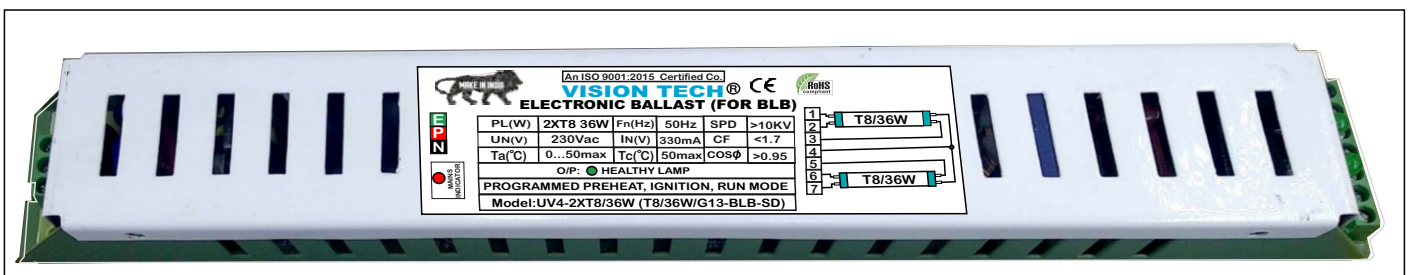 MAKE IN INDIA
An ISO 9001:2015 Certified Co.
VISION TECH® CE
RoHS
compliant
ELECTRONIC BALLAST (FOR BLB)
E
P
N
MAINS
INDICATOR
PL(W) 2XT8 36W Fn(Hz) 50Hz SPD >10KV
UN(V) 230Vac IN(V) 330mA CF <1.7
Ta(°C) 0...50max Tc(°C) 50max COSø >0.95
O/P: HEALTHY LAMP
PROGRAMMED PREHEAT, IGNITION, RUN MODE
Model:UV4-2XT8/36W (T8/36W/G13-BLB-SD)
1
2
3
4
5
6
7
T8/36W
T8/36W